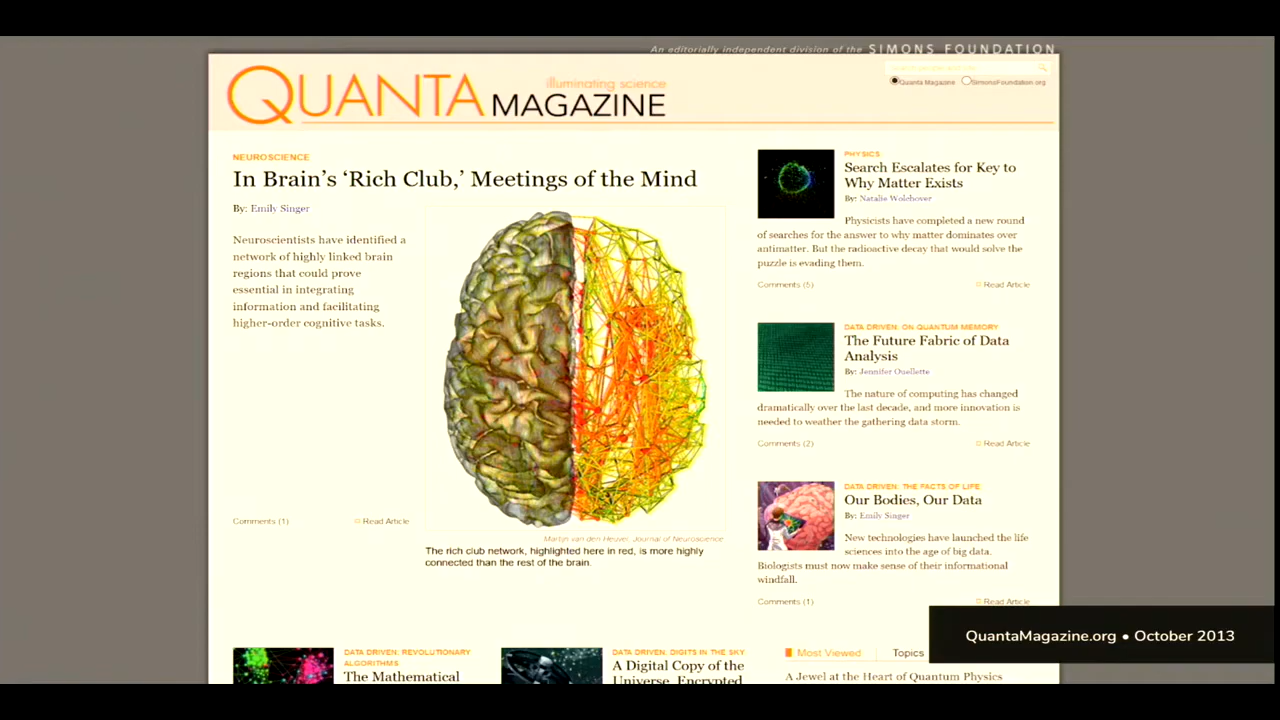 An editorially independent division of the SIMONS FOUNDATION
QUANTA MAGAZINE
illuminating science
Quanta Magazine SimonsFoundation.org
NEUROSCIENCE
In Brain's 'Rich Club,' Meetings of the Mind
By: Emily Singer
Neuroscientists have identified a
network of highly linked brain
regions that could prove
essential in integrating
information and facilitating
higher-order cognitive tasks.
Comments (1) Read Article
Martijn van den Heuvel, Journal of Neuroscience
The rich club network, highlighted here in red, is more highly
connected than the rest of the brain.
PHYSICS
Search Escalates for Key to
Why Matter Exists
By: Natalie Wolchover
Physicists have completed a new round
of searches for the answer to why matter dominates over
antimatter. But the radioactive decay that would solve the
puzzle is evading them.
Comments (5) Read Article
DATA DRIVEN: ON QUANTUM MEMORY
The Future Fabric of Data
Analysis
By: Jennifer Ouellette
The nature of computing has changed
dramatically over the last decade, and more innovation is
needed to weather the gathering data storm.
Comments (2) Read Article
DATA DRIVEN: THE FACTS OF LIFE
Our Bodies, Our Data
By: Emily Singer
New technologies have launched the life
sciences into the age of big data.
Biologists must now make sense of their informational
windfall.
Comments (1) Read Article
DATA DRIVEN: REVOLUTIONARY
ALGORITHMS
The Mathematical
DATA DRIVEN: DIGITS IN THE SKY
A Digital Copy of the
Universe, Encrypted
Most Viewed Topics
A Jewel at the Heart of Quantum Physics
QuantaMagazine.org • October 2013